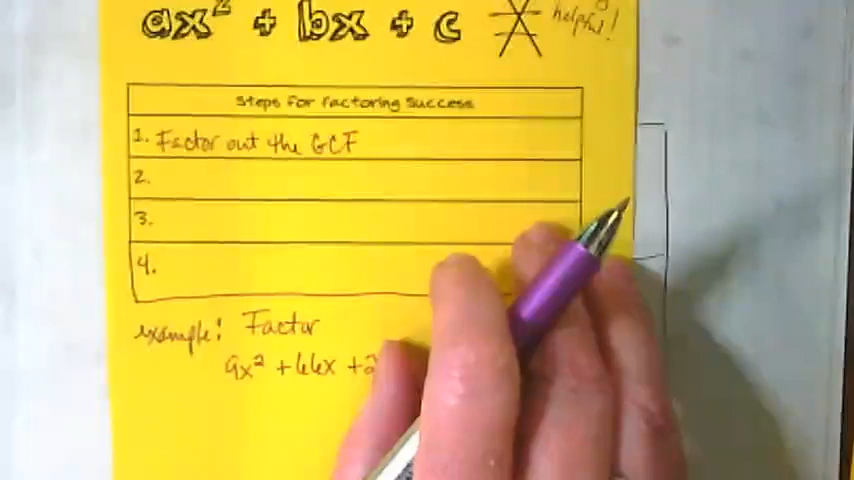 ax² + bx + c
helpful!
Steps for Factoring Success
1. Factor out the GCF
2.
3.
4.
example: Factor
9x² + 66x + 2